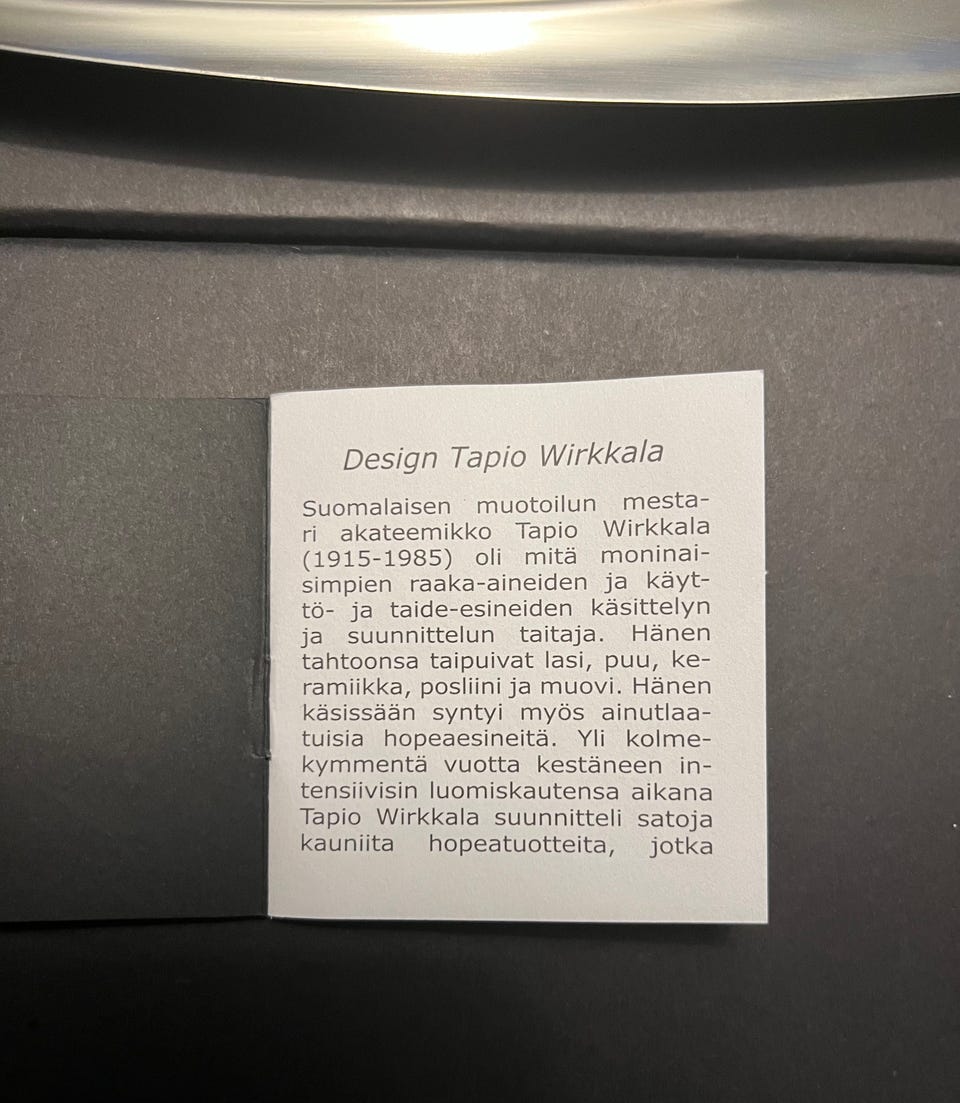 Design Tapio Wirkkala
Suomalaisen muotoilun mesta-
ri akateemikko Tapio Wirkkala
(1915-1985) oli mitä moninai-
simpien raaka-aineiden ja käyt-
tö- ja taide-esineiden käsittelyn
ja suunnittelun taitaja. Hänen
tahtoonsa taipuivat lasi, puu, ke-
ramiikka, posliini ja muovi. Hänen
käsissään syntyi myös ainutlaa-
tuisia hopeaesineitä. Yli kolme-
kymmentä vuotta kestäneen in-
tensiivisin luomiskautensa aikana
Tapio Wirkkala suunnitteli satoja
kauniita hopeatuotteita, jotka